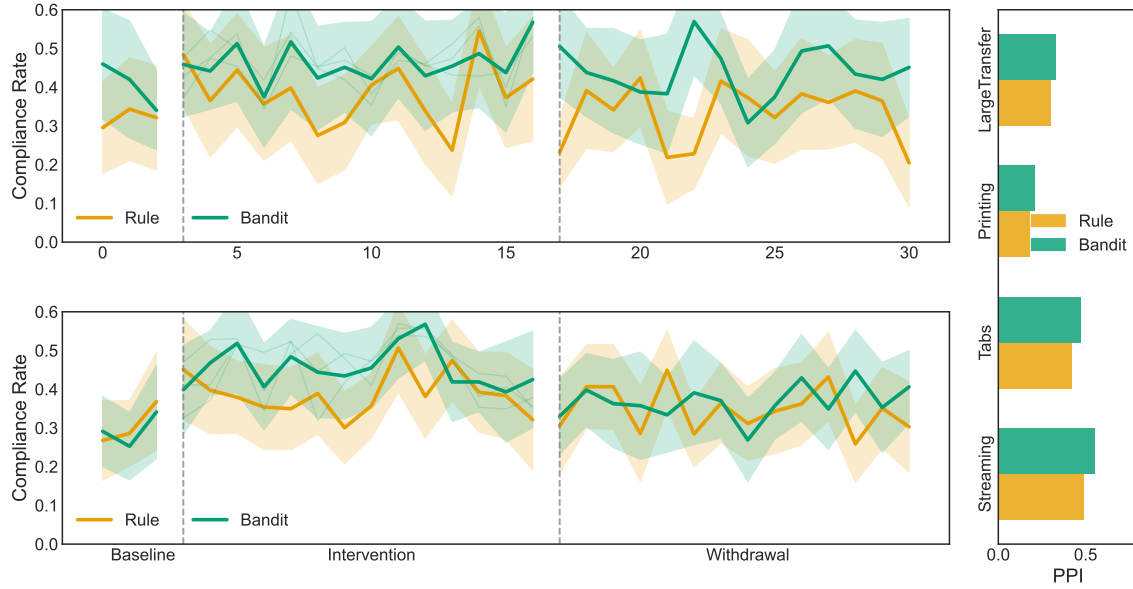 0.6
0.5
0.4
0.3
0.2
0.1
0.0
Compliance Rate
Rule
Bandit
0
5
10
15
20
25
30
0.6
0.5
0.4
0.3
0.2
0.1
0.0
Compliance Rate
Rule
Bandit
Baseline
Intervention
Withdrawal
LargeTransfer
Printing
Tabs
Streaming
Rule
Bandit
0.0
0.5
PPI